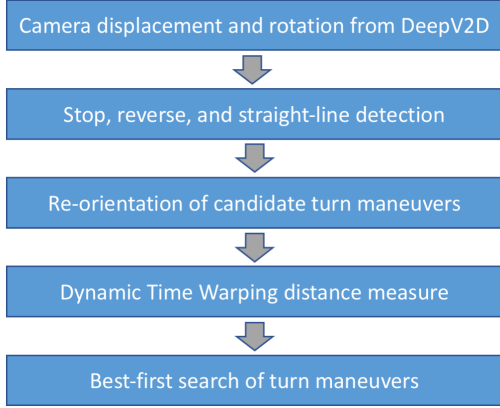 Camera displacement and rotation from DeepV2D
Stop, reverse, and straight-line detection
Re-orientation of candidate turn maneuvers
Dynamic Time Warping distance measure
Best-first search of turn maneuvers